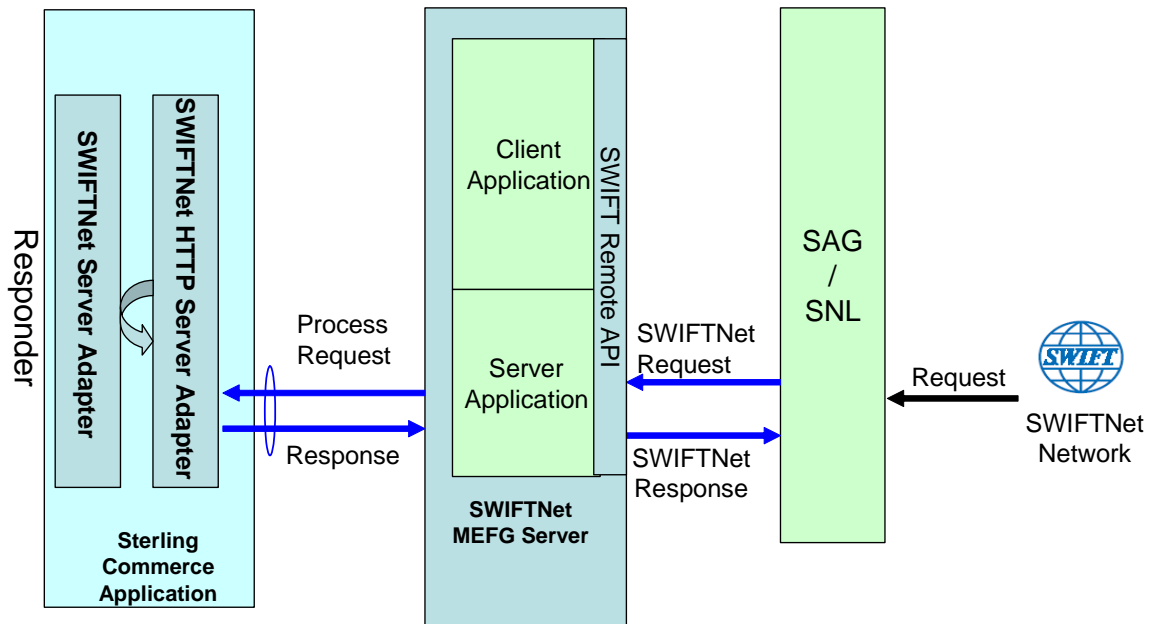 Responder
SWIFTNet Server Adapter
SWIFTNet HTTP Server Adapter
Sterling
Commerce
Application
Process
Request
Response
Client
Application
Server
Application
SWIFT Remote API
SWIFTNet
MEFG Server
SWIFTNet
Request
SWIFTNet
Response
SAG
/
SNL
Request
SWIFT
SWIFTNet
Network